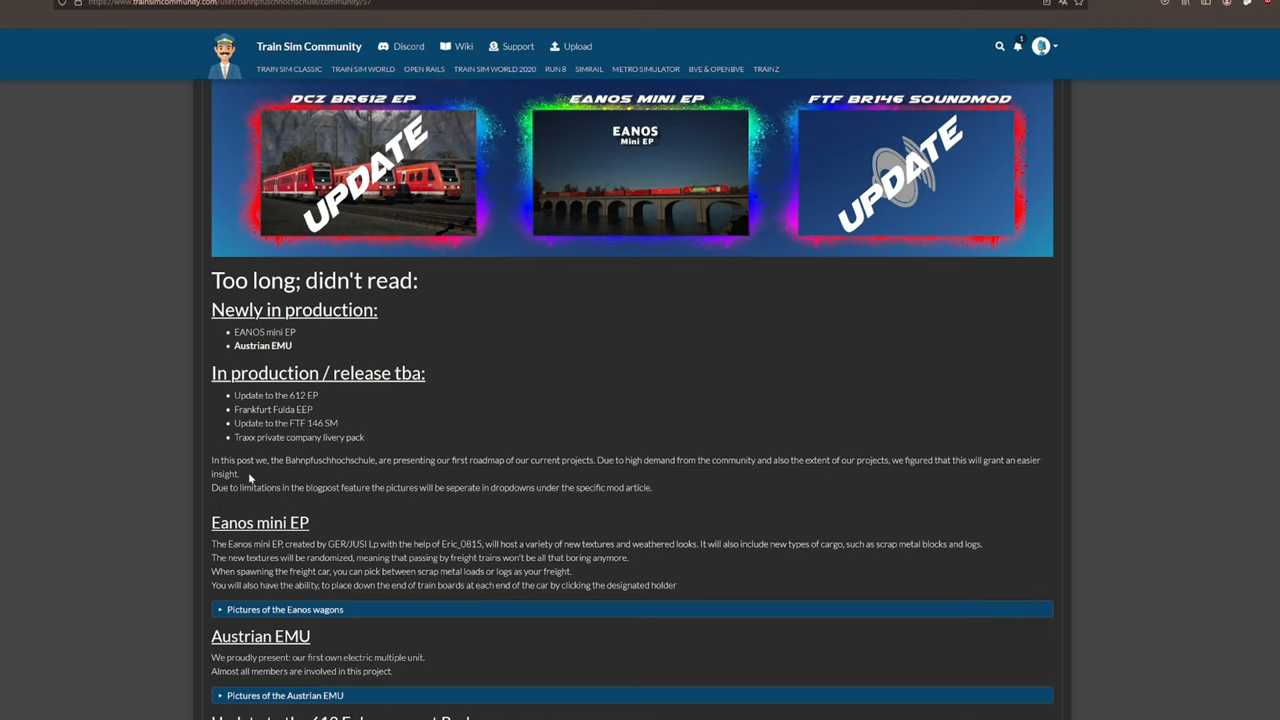 https://www.trainsimcommunity.com/user/bahnpfuschhochschule/community/57
Train Sim Community
Discord
Wiki
Support
Upload
1
TRAIN SIM CLASSIC
TRAIN SIM WORLD
OPEN RAILS
TRAIN SIM WORLD 2020
RUN 8
SIMRAIL
METRO SIMULATOR
BVE & OPENBVE
TRAINZ
DCZ BR612 EP
EANOS MINI EP
FTF BR146 SOUNDMOD
UPDATE
EANOS
Mini EP
UPDATE
Too long; didn't read:
Newly in production:
• EANOS mini EP
• Austrian EMU
In production / release tba:
• Update to the 612 EP
• Frankfurt Fulda EEP
• Update to the FTF 146 SM
• Traxx private company livery pack
In this post we, the Bahnpfuschhochschule, are presenting our first roadmap of our current projects. Due to high demand from the community and also the extent of our projects, we figured that this will grant an easier
insight.
Due to limitations in the blogpost feature the pictures will be seperate in dropdowns under the specific mod article.
Eanos mini EP
The Eanos mini EP, created by GER/JUSI Lp with the help of Eric_0815, will host a variety of new textures and weathered looks. It will also include new types of cargo, such as scrap metal blocks and logs.
The new textures will be randomized, meaning that passing by freight trains won't be all that boring anymore.
When spawning the freight car, you can pick between scrap metal loads or logs as your freight.
You will also have the ability, to place down the end of train boards at each end of the car by clicking the designated holder
Pictures of the Eanos wagons
Austrian EMU
We proudly present: our first own electric multiple unit.
Almost all members are involved in this project.
Pictures of the Austrian EMU